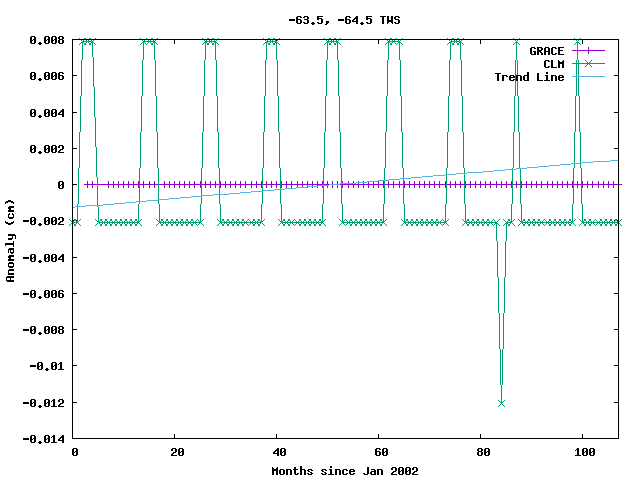 -63.5, -64.5 TWS
GRACE
CLM
Trend Line
0.008
0.006
0.004
0.002
0
-0.002
-0.004
-0.006
-0.008
-0.01
-0.012
-0.014
Anomaly (cm)
0 20 40 60 80 100
Months since Jan 2002